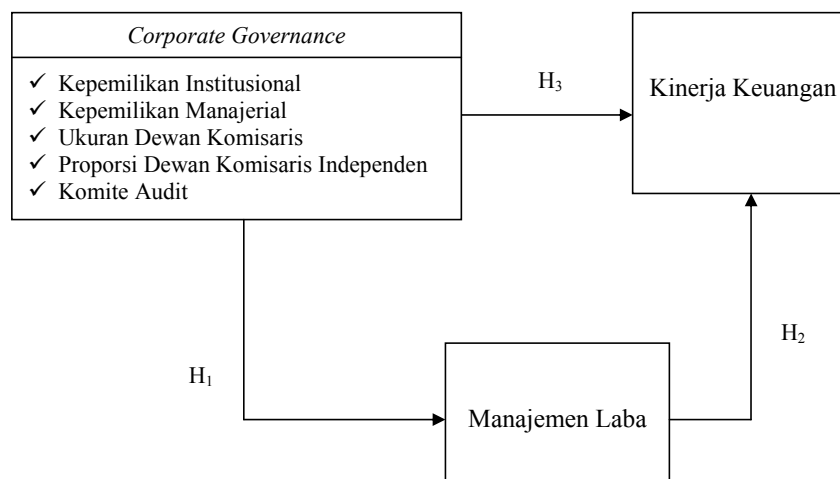 Corporate Governance
✓ Kepemilikan Institusional
✓ Kepemilikan Manajerial
✓ Ukuran Dewan Komisaris
✓ Proporsi Dewan Komisaris Independen
✓ Komite Audit
H₃
Kinerja Keuangan
H₁
Manajemen Laba
H₂